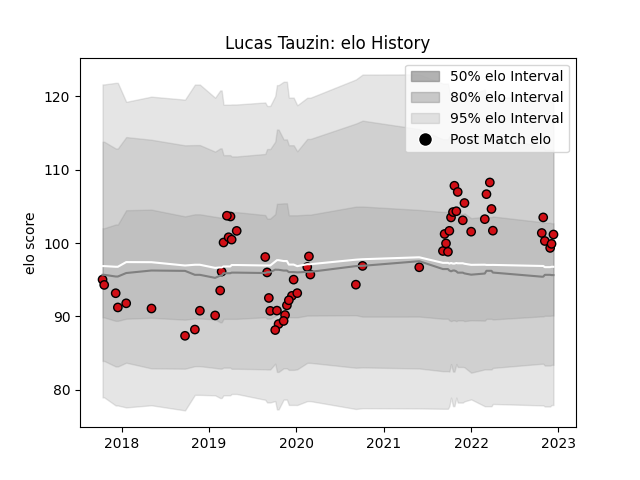 Lucas Tauzin: elo History
50% elo Interval
80% elo Interval
95% elo Interval
Post Match elo
elo score
120
110
100
90
80
2018 2019 2020 2021 2022 2023